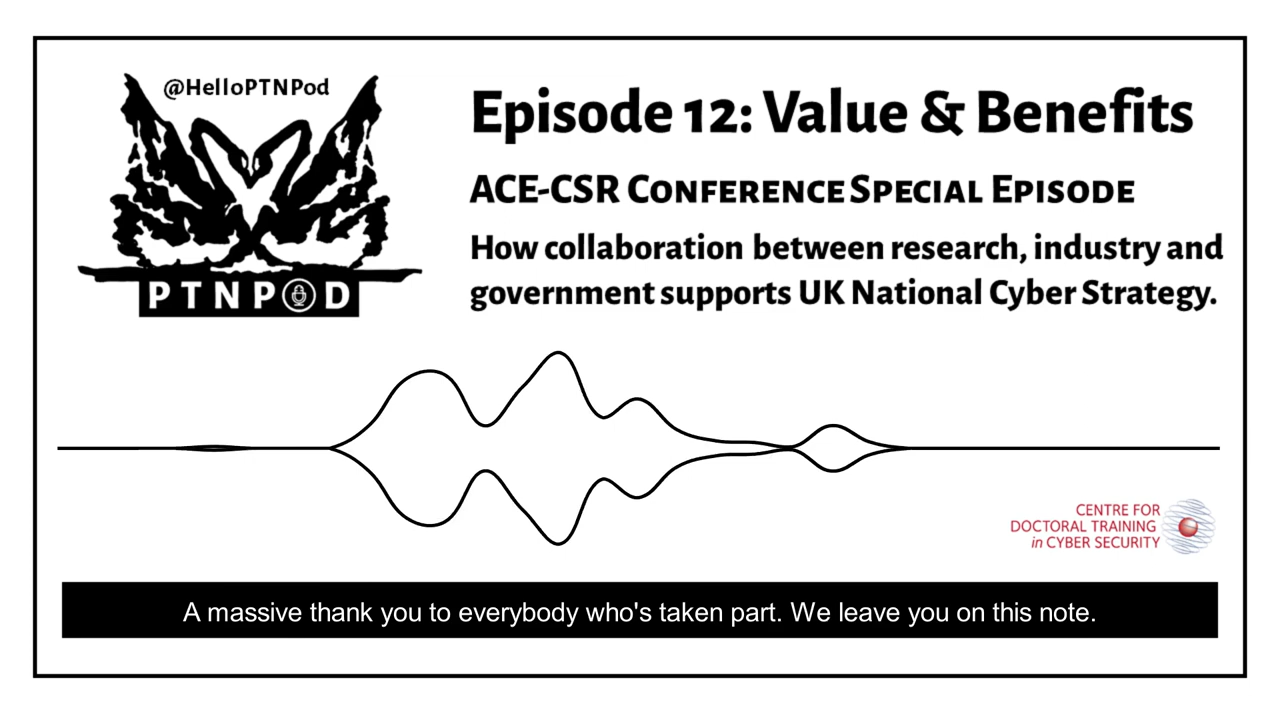 @HelloPTNPod
PTNPOD
Episode 12: Value & Benefits
ACE-CSR CONFERENCE SPECIAL EPISODE
How collaboration between research, industry and
government supports UK National Cyber Strategy.
CENTRE FOR
DOCTORAL TRAINING
in CYBER SECURITY
A massive thank you to everybody who's taken part. We leave you on this note.